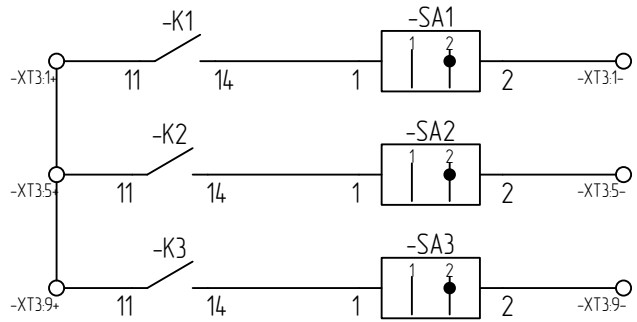 -K1 -SA1
1 2
-XT3:1+ 11 14 1 2 -XT3:1-
-K2 -SA2
1 2
-XT3:5+ 11 14 1 2 -XT3:5-
-K3 -SA3
1 2
-XT3:9+ 11 14 1 2 -XT3:9-